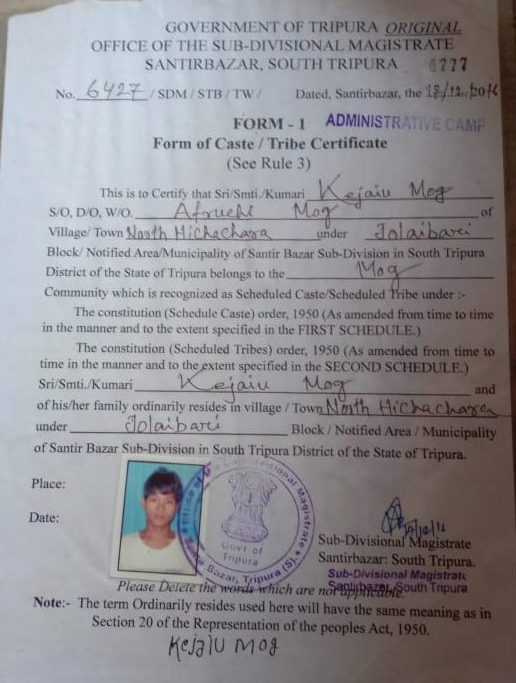 GOVERNMENT OF TRIPURA ORIGINAL
OFFICE OF THE SUB-DIVISIONAL MAGISTRATE
SANTIRBAZAR, SOUTH TRIPURA 0727
No. 6427 / SDM / STB / TW / Dated, Santirbazar, the
FORM - 1 ADMINISTRATIVE CAMP
Form of Caste / Tribe Certificate
(See Rule 3)
This is to Certify that Sri/Smti./Kumari Kejaiu Mog
S/O, D/O, W/O. Mog of
Village/ Town North Hichachara under Jolaibari
Block/ Notified Area/Municipality of Santir Bazar Sub-Division in South Tripura
District of the State of Tripura belongs to the Mog
Community which is recognized as Scheduled Caste/Scheduled Tribe under :-
The constitution (Schedule Caste) order, 1950 (As amended from time to time
in the manner and to the extent specified in the FIRST SCHEDULE.)
The constitution (Scheduled Tribes) order, 1950 (As amended from time to
time in the manner and to the extent specified in the SECOND SCHEDULE.)
Sri/Smti./Kumari Kejaiu Mog and
of his/her family ordinarily resides in village / Town North Hichachara
under Jolaibari Block / Notified Area / Municipality
of Santir Bazar Sub-Division in South Tripura District of the State of Tripura.
Place:
Date:
Office of the Sub-Divisional Magistrate
Govt of
Tripura
Santir Bazar, Tripura (S)
Sub-Divisional Magistrate
Santirbazar: South Tripura.
Sub-Divisional Magistrate
Santirbazar, South Tripura
Please Delete the words which are not applicable.
Note:- The term Ordinarily resides used here will have the same meaning as in
Section 20 of the Representation of the peoples Act, 1950.
Kejaiu Mog